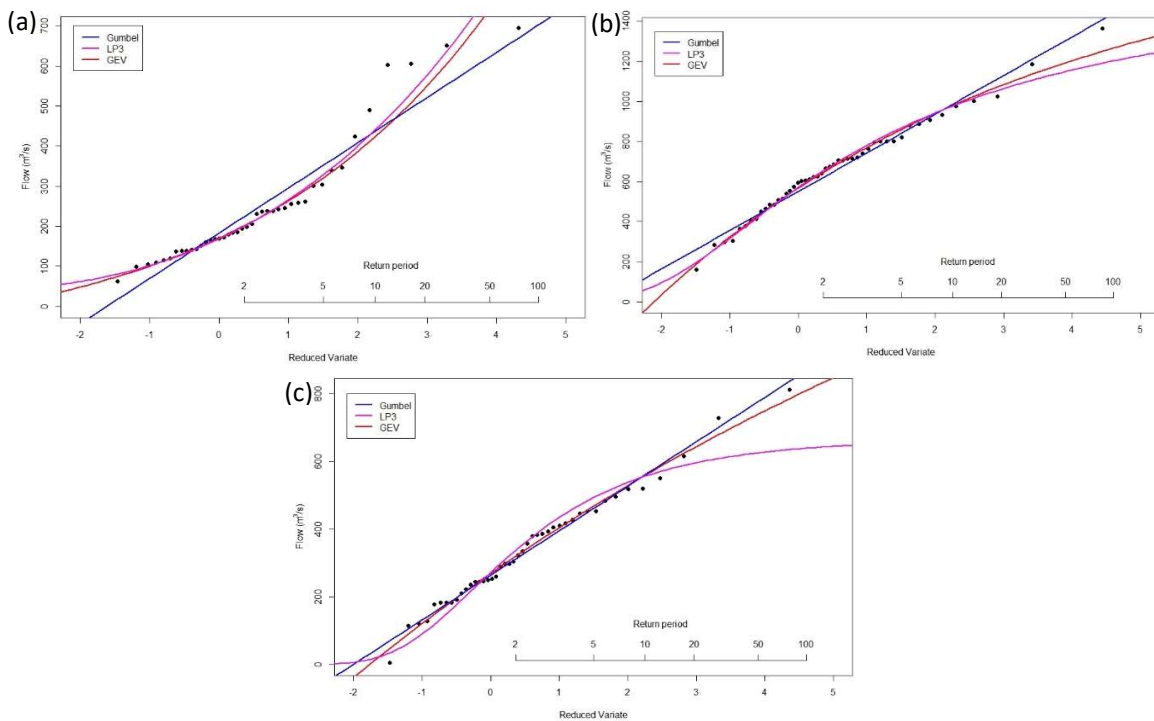 (a)
Gumbel
LP3
GEV
Flow (m³/s)
0 100 200 300 400 500 600 700
Return period
2 5 10 20 50 100
-2 -1 0 1 2 3 4 5
Reduced Variate
(b)
Gumbel
LP3
GEV
Flow (m³/s)
0 200 400 600 800 1000 1200 1400
Return period
2 5 10 20 50 100
-2 -1 0 1 2 3 4 5
Reduced Variate
(c)
Gumbel
LP3
GEV
Flow (m³/s)
0 200 400 600 800
Return period
2 5 10 20 50 100
-2 -1 0 1 2 3 4 5
Reduced Variate